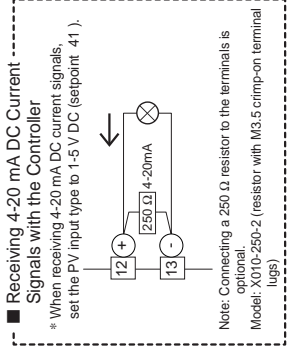 ■ Receiving 4-20 mA DC Current
Signals with the Controller
* When receiving 4-20 mA DC current signals,
set the PV input type to 1-5 V DC (setpoint 41 ).
12
+
250 Ω 4-20mA
13
-
Note: Connecting a 250 Ω resistor to the terminals is
optional.
Model: X010-250-2 (resistor with M3.5 crimp-on terminal
lugs)